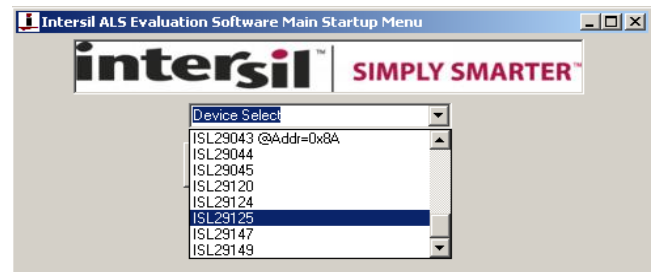 Intersil ALS Evaluation Software Main Startup Menu
intersil™ SIMPLY SMARTER™
Device Select
ISL29043 @Addr=0x8A
ISL29044
ISL29045
ISL29120
ISL29124
ISL29125
ISL29147
ISL29149